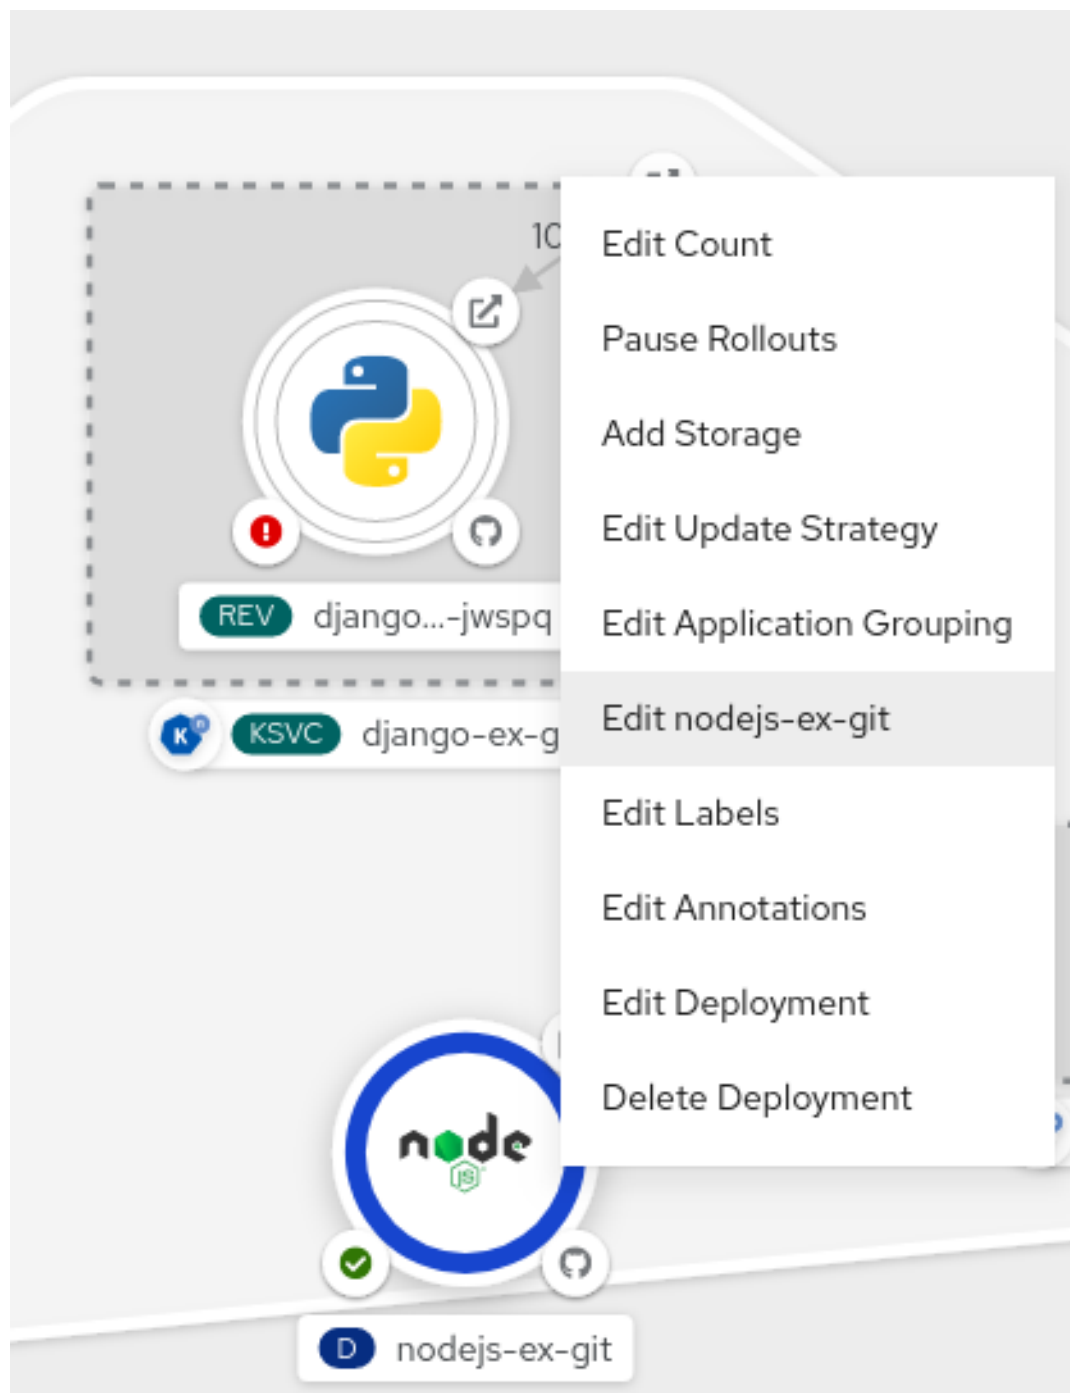 10
Edit Count
Pause Rollouts
Add Storage
Edit Update Strategy
REV django...-jwspq
Edit Application Grouping
KSVC django-ex-g
Edit nodejs-ex-git
Edit Labels
Edit Annotations
Edit Deployment
Delete Deployment
node
JS
D nodejs-ex-git